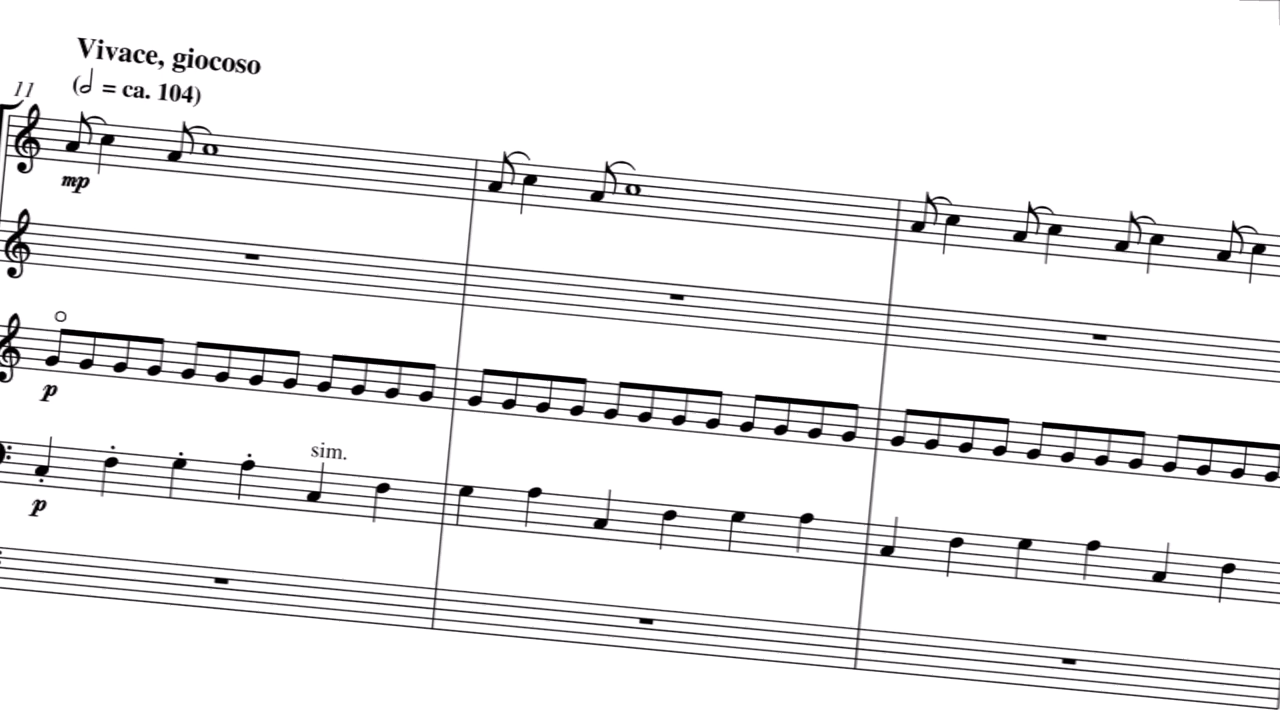 Vivace, giocoso
(𝅗𝅥 = ca. 104)
11
mp
p
sim.
p